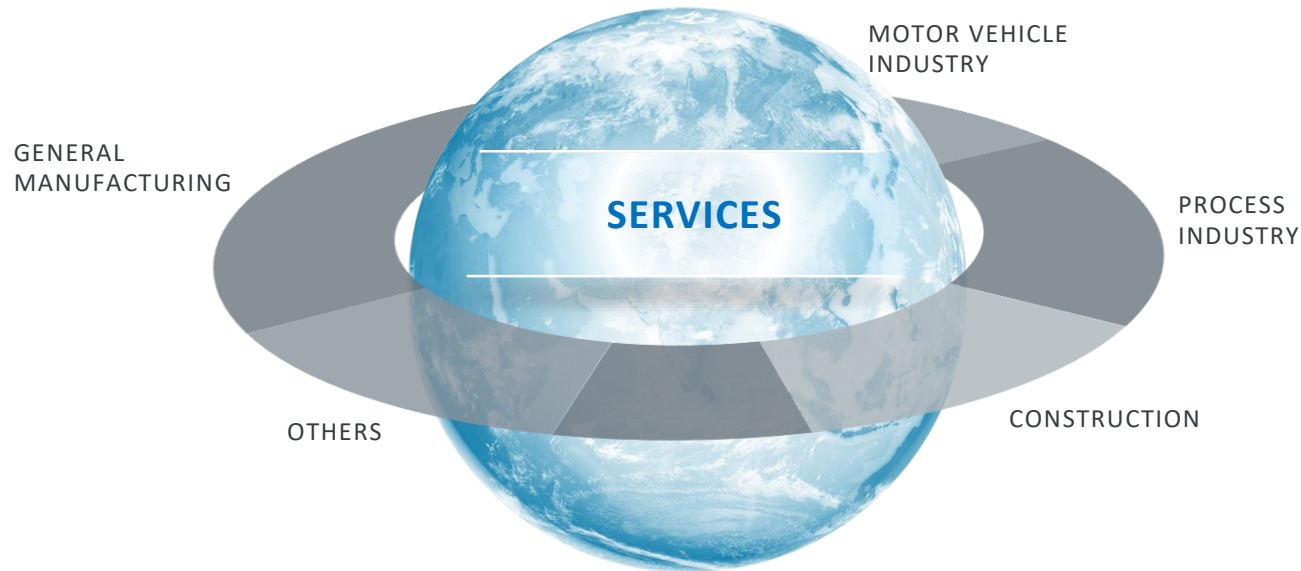 MOTOR VEHICLE
INDUSTRY
GENERAL
MANUFACTURING
SERVICES
PROCESS
INDUSTRY
OTHERS
CONSTRUCTION